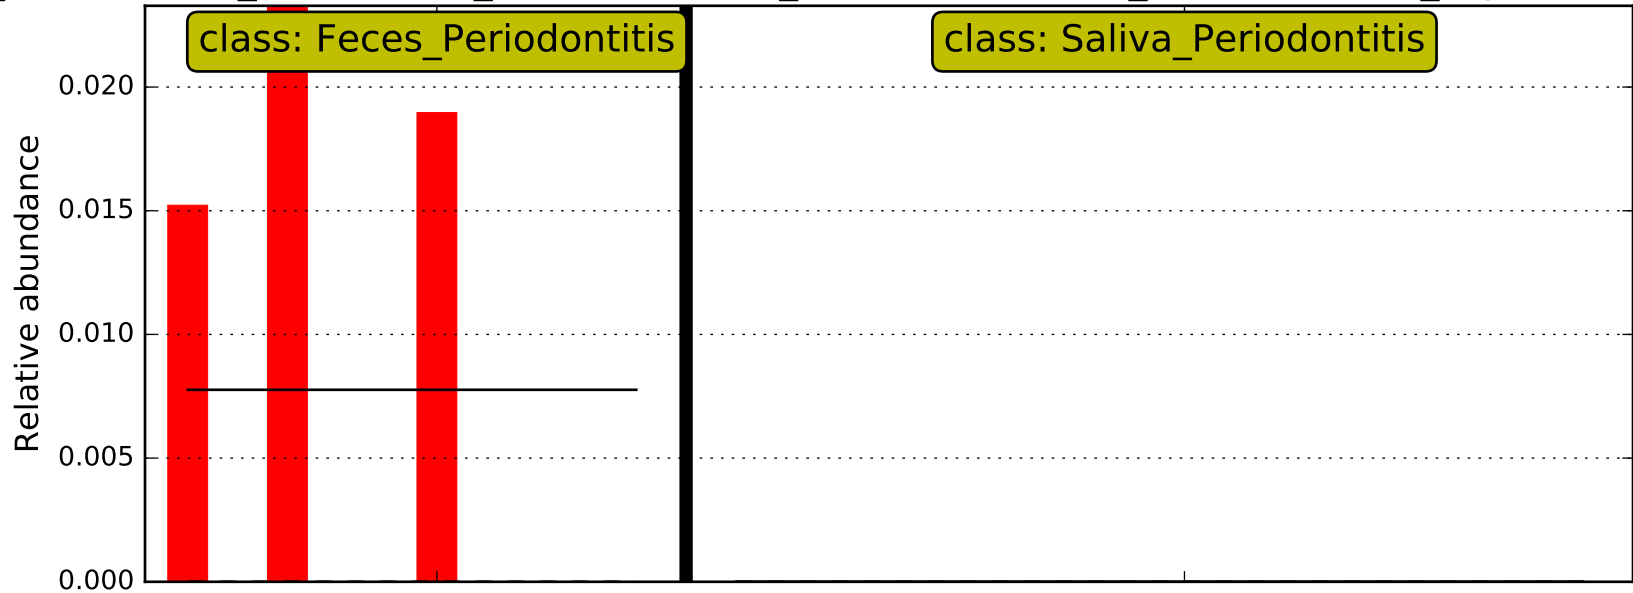 class: Feces_Periodontitis
class: Saliva_Periodontitis
0.020
0.015
0.010
0.005
0.000
Relative abundance